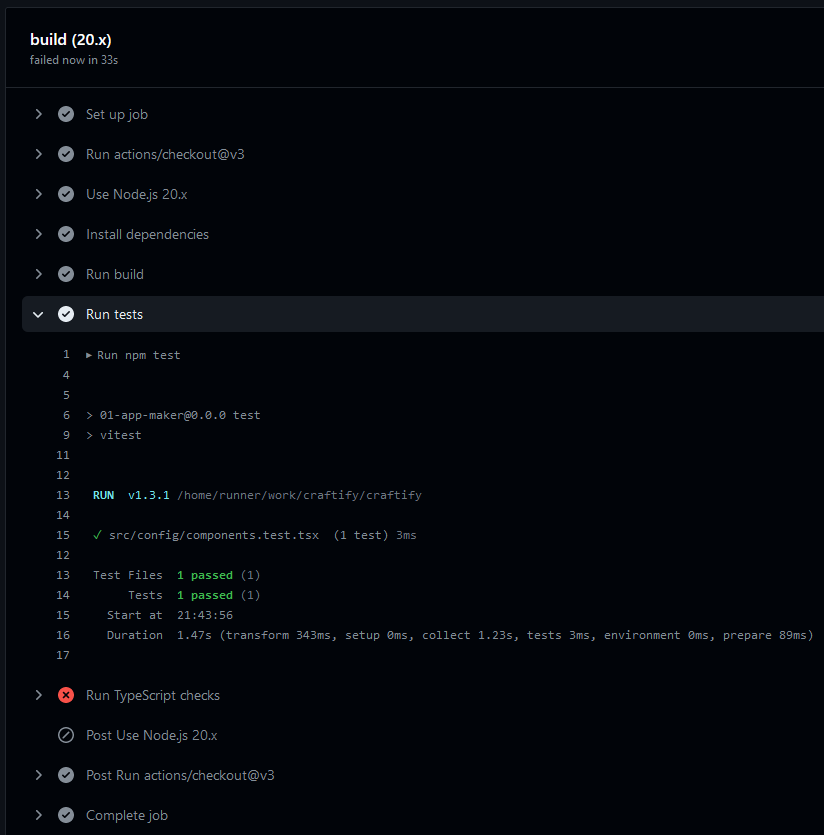 build (20.x)
failed now in 33s
Set up job
Run actions/checkout@v3
Use Node.js 20.x
Install dependencies
Run build
Run tests
1 ▸ Run npm test
4
5
6 > 01-app-maker@0.0.0 test
9 > vitest
11
12
13 RUN v1.3.1 /home/runner/work/craftify/craftify
14
15 ✓ src/config/components.test.tsx (1 test) 3ms
12
13 Test Files 1 passed (1)
14 Tests 1 passed (1)
15 Start at 21:43:56
16 Duration 1.47s (transform 343ms, setup 0ms, collect 1.23s, tests 3ms, environment 0ms, prepare 89ms)
17
Run TypeScript checks
Post Use Node.js 20.x
Post Run actions/checkout@v3
Complete job